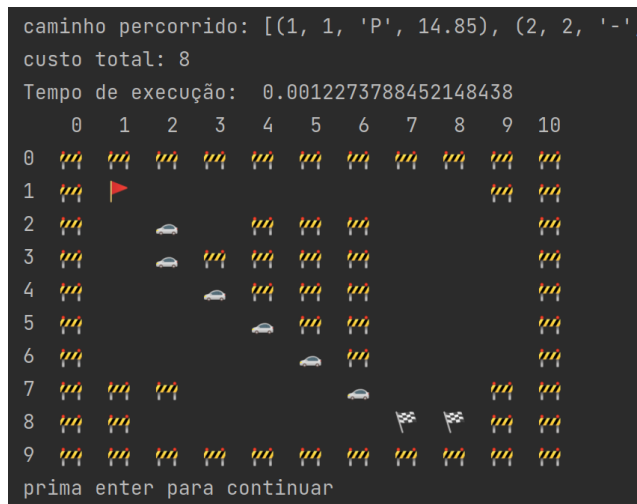 caminho percorrido: [(1, 1, 'P', 14.85), (2, 2, '-'
custo total: 8
Tempo de execução:  0.0012273788452148438
0 1 2 3 4 5 6 7 8 9 10
0
1
2
3
4
5
6
7
8
9
prima enter para continuar